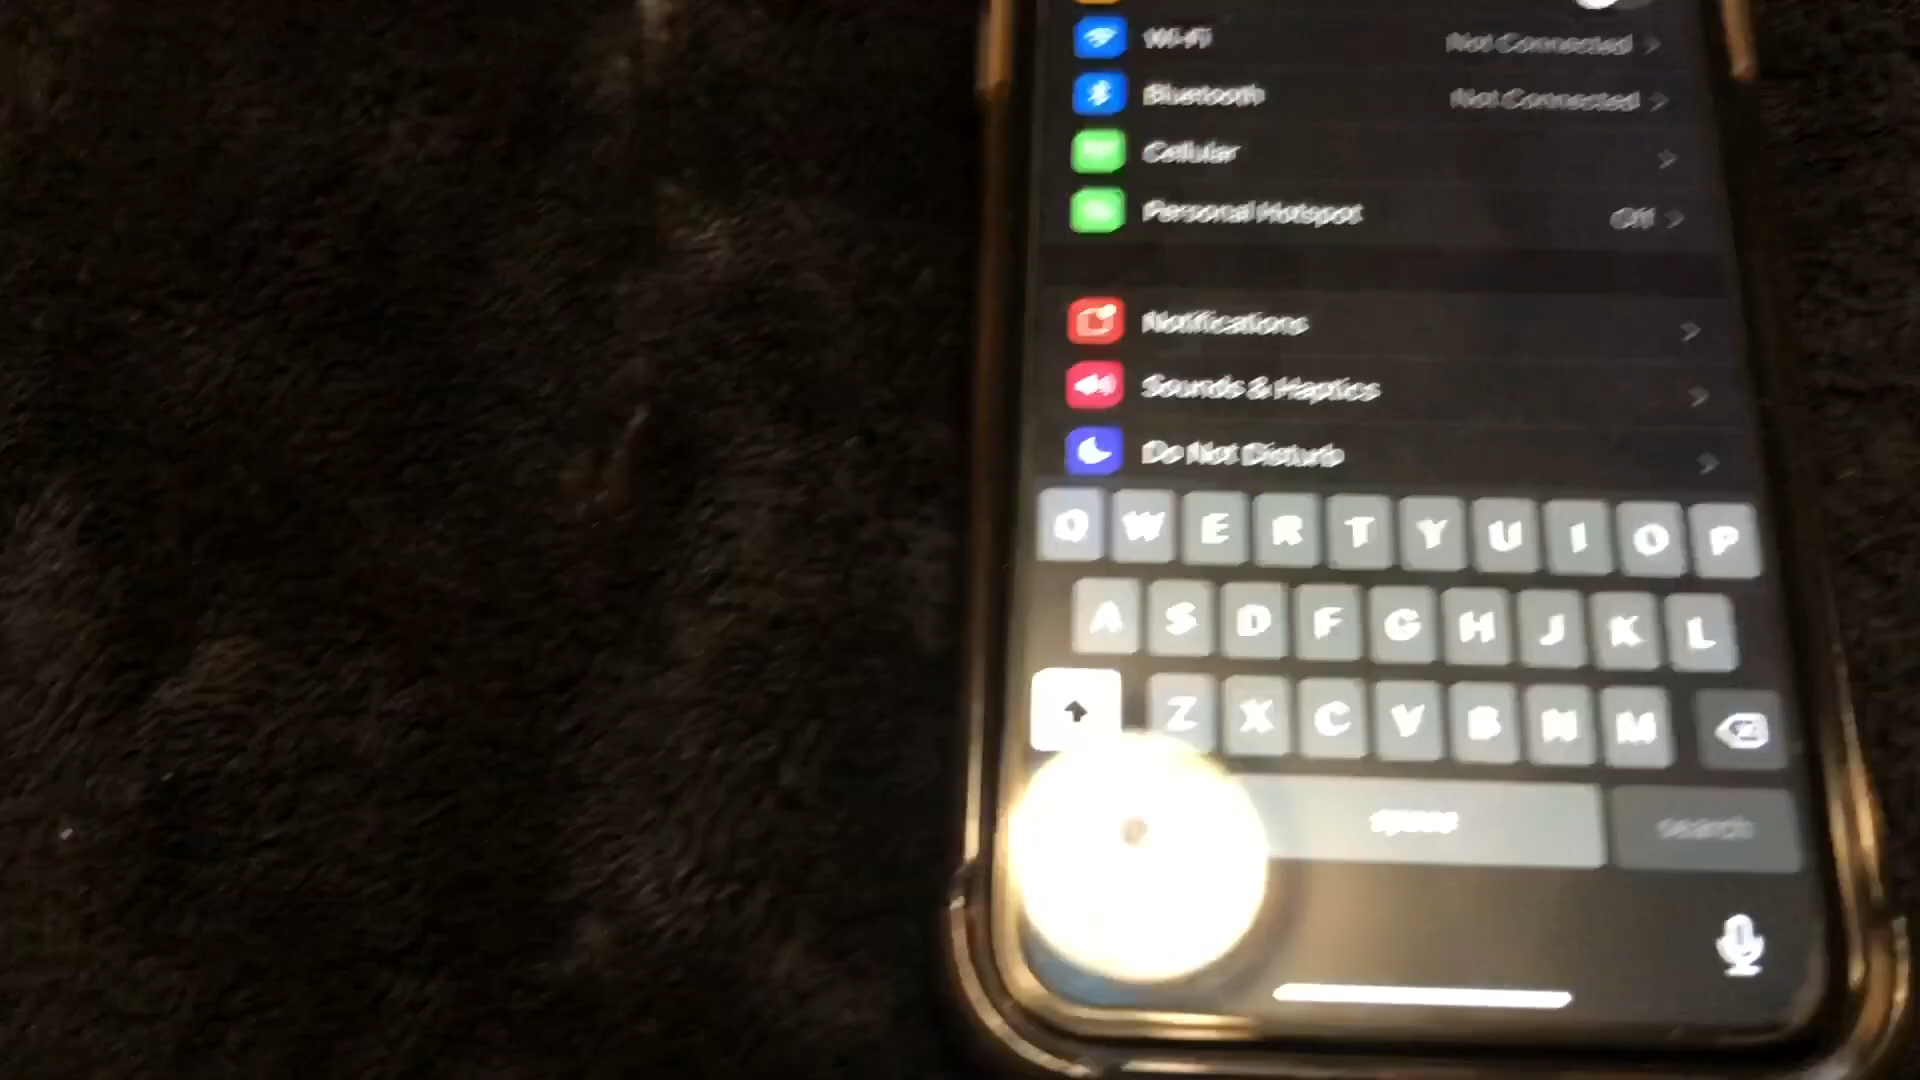 Wi-Fi Not Connected
Bluetooth Not Connected
Cellular
Personal Hotspot Off
Notifications
Sounds & Haptics
Do Not Disturb
Q W E R T Y U I O P
A S D F G H J K L
Z X C V B N M
space search